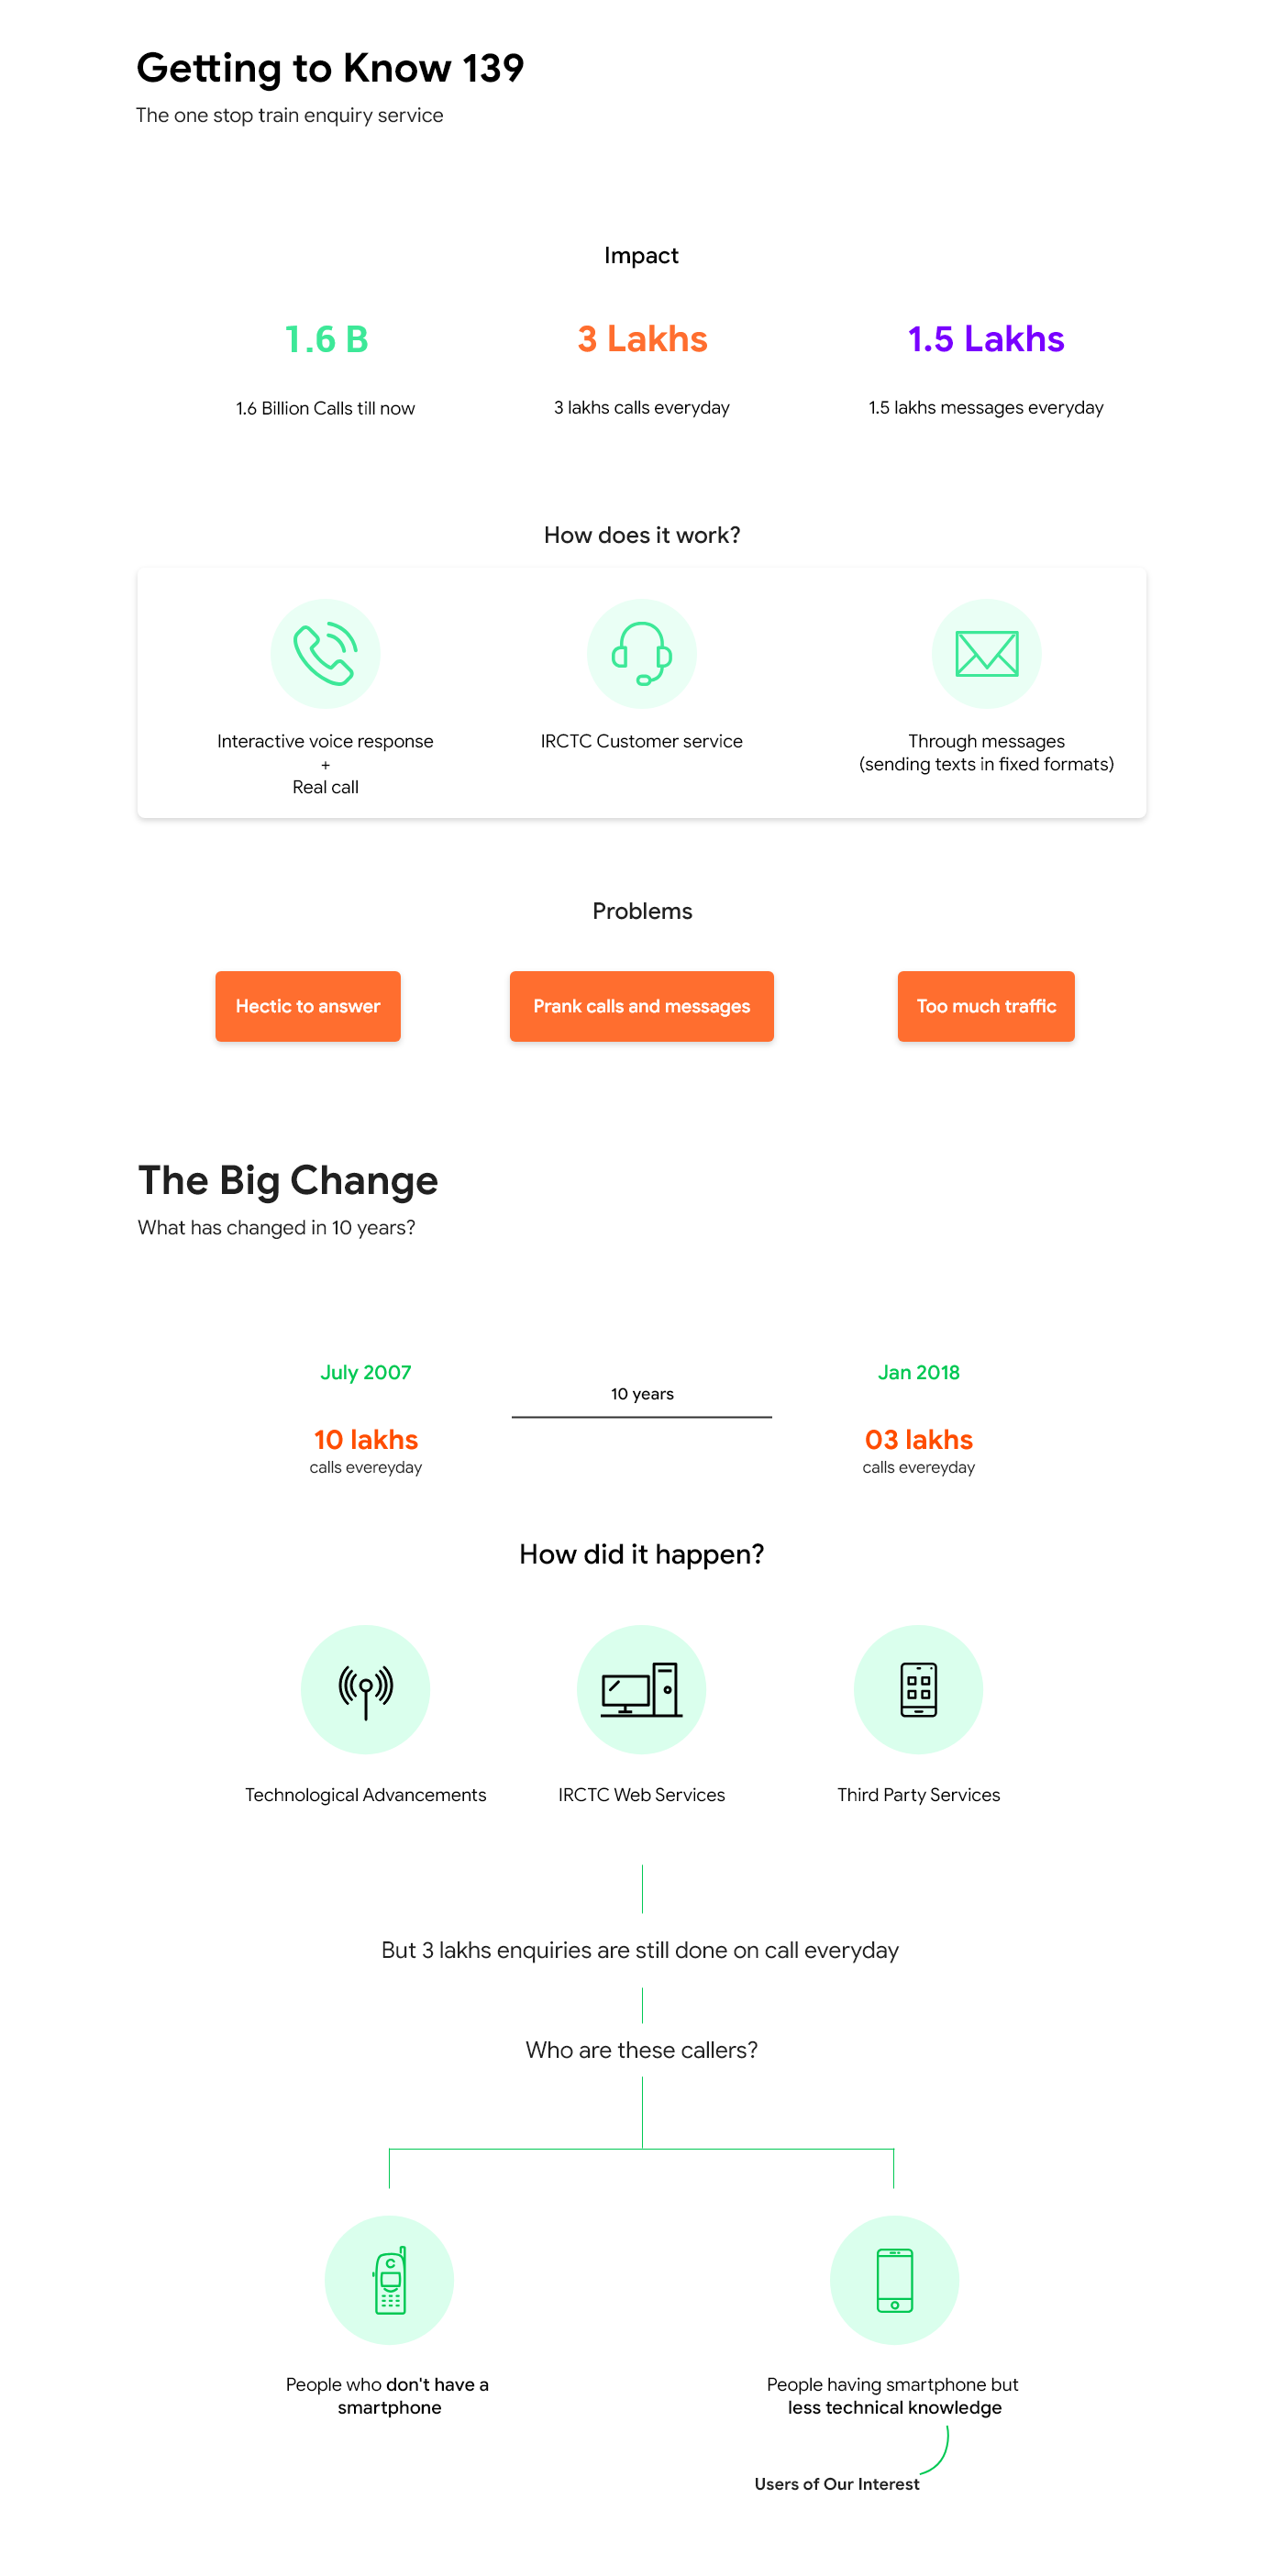 Getting to Know 139
The one stop train enquiry service
Impact
1.6 B
3 Lakhs
1.5 Lakhs
1.6 Billion Calls till now
3 lakhs calls everyday
1.5 lakhs messages everyday
How does it work?
Interactive voice response
+
Real call
IRCTC Customer service
Through messages
(sending texts in fixed formats)
Problems
Hectic to answer
Prank calls and messages
Too much traffic
The Big Change
What has changed in 10 years?
July 2007
10 lakhs
calls evereyday
10 years
Jan 2018
03 lakhs
calls evereyday
How did it happen?
Technological Advancements
IRCTC Web Services
Third Party Services
But 3 lakhs enquiries are still done on call everyday
Who are these callers?
People who don't have a
smartphone
People having smartphone but
less technical knowledge
Users of Our Interest